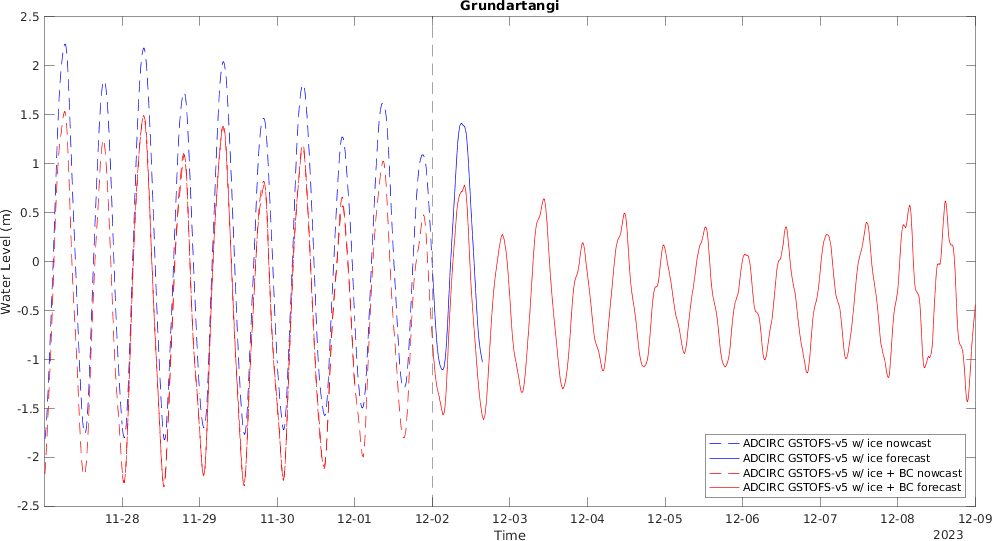 Grundartangi
2.5
2
1.5
1
0.5
0
-0.5
-1
-1.5
-2
-2.5
Water Level (m)
ADCIRC GSTOFS-v5 w/ ice nowcast
ADCIRC GSTOFS-v5 w/ ice forecast
ADCIRC GSTOFS-v5 w/ ice + BC nowcast
ADCIRC GSTOFS-v5 w/ ice + BC forecast
11-28 11-29 11-30 12-01 12-02 12-03 12-04 12-05 12-06 12-07 12-08 12-09
Time
2023